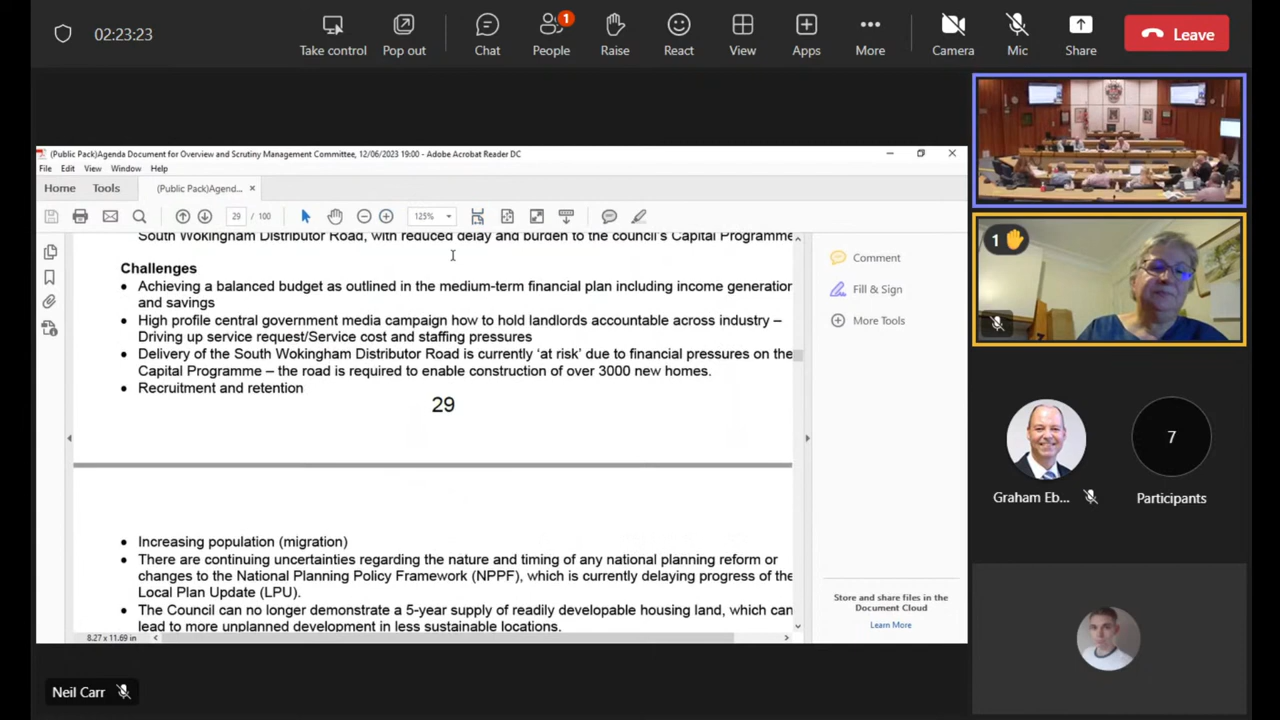 02:23:23
Take control
Pop out
Chat
People
1
Raise
React
View
Apps
More
Camera
Mic
Share
Leave
(Public Pack)Agenda Document for Overview and Scrutiny Management Committee, 12/06/2023 19:00 - Adobe Acrobat Reader DC
File Edit View Window Help
Home Tools (Public Pack)Agend... ×
29 / 100 125%
South Wokingham Distributor Road, with reduced delay and burden to the council's Capital Programme
Challenges
• Achieving a balanced budget as outlined in the medium-term financial plan including income generation
and savings
• High profile central government media campaign how to hold landlords accountable across industry –
Driving up service request/Service cost and staffing pressures
• Delivery of the South Wokingham Distributor Road is currently 'at risk' due to financial pressures on the
Capital Programme – the road is required to enable construction of over 3000 new homes.
• Recruitment and retention
29
• Increasing population (migration)
• There are continuing uncertainties regarding the nature and timing of any national planning reform or
changes to the National Planning Policy Framework (NPPF), which is currently delaying progress of the
Local Plan Update (LPU).
• The Council can no longer demonstrate a 5-year supply of readily developable housing land, which can
lead to more unplanned development in less sustainable locations.
8.27 x 11.69 in
Comment
Fill & Sign
More Tools
Store and share files in the
Document Cloud
Learn More
1
Graham Eb...
7
Participants
Neil Carr